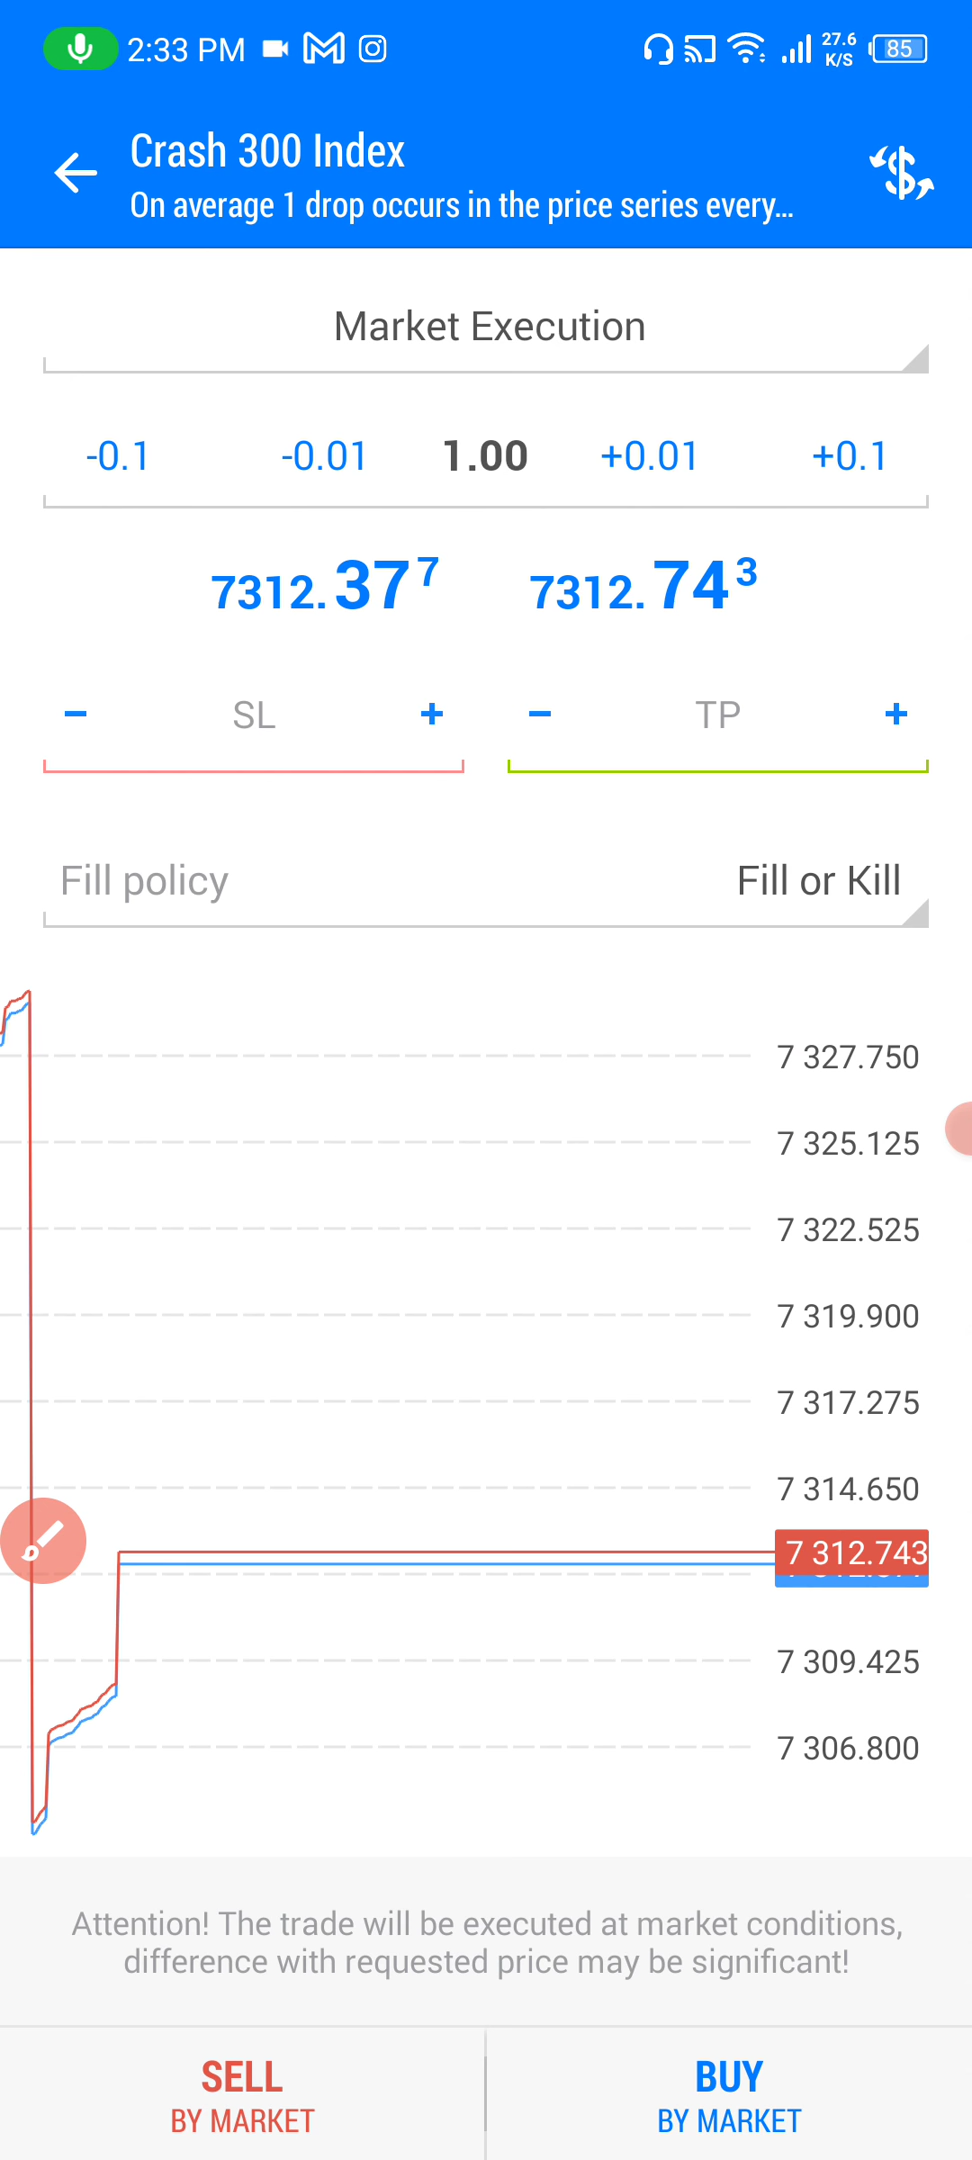 2:33 PM
27.6
K/S
85
Crash 300 Index
On average 1 drop occurs in the price series every...
Market Execution
-0.1 -0.01 1.00 +0.01 +0.1
7312.377 7312.743
- SL + - TP +
Fill policy Fill or Kill
7 327.750
7 325.125
7 322.525
7 319.900
7 317.275
7 314.650
7 312.743
7 309.425
7 306.800
Attention! The trade will be executed at market conditions,
difference with requested price may be significant!
SELL
BY MARKET
BUY
BY MARKET